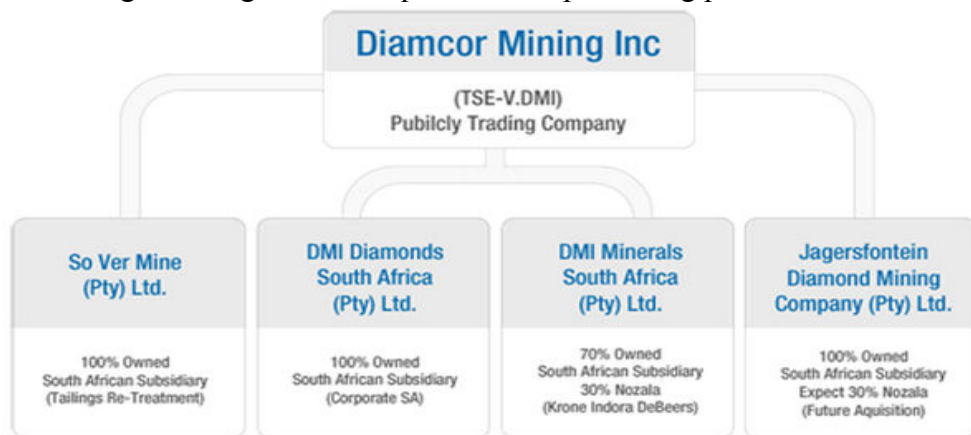 Diamcor Mining Inc
(TSE-V.DMI)
Pubilcly Trading Company
So Ver Mine
(Pty) Ltd.
100% Owned
South African Subsidiary
(Tailings Re-Treatment)
DMI Diamonds
South Africa
(Pty) Ltd.
100% Owned
South African Subsidiary
(Corporate SA)
DMI Minerals
South Africa
(Pty) Ltd.
70% Owned
South African Subsidiary
30% Nozala
(Krone Indora DeBeers)
Jagersfontein
Diamond Mining
Company (Pty) Ltd.
100% Owned
South African Subsidiary
Expect 30% Nozala
(Future Aquisition)